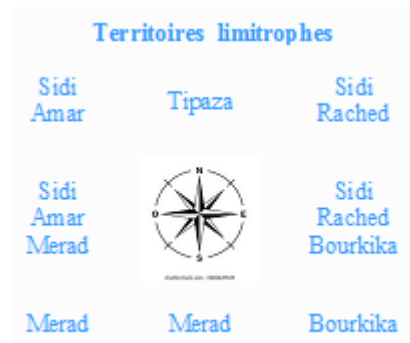 Territoires limitrophes
Sidi Amar
Tipaza
Sidi Rached
Sidi Amar Merad
N
O
E
S
Sidi Rached Bourkika
Merad
Merad
Bourkika